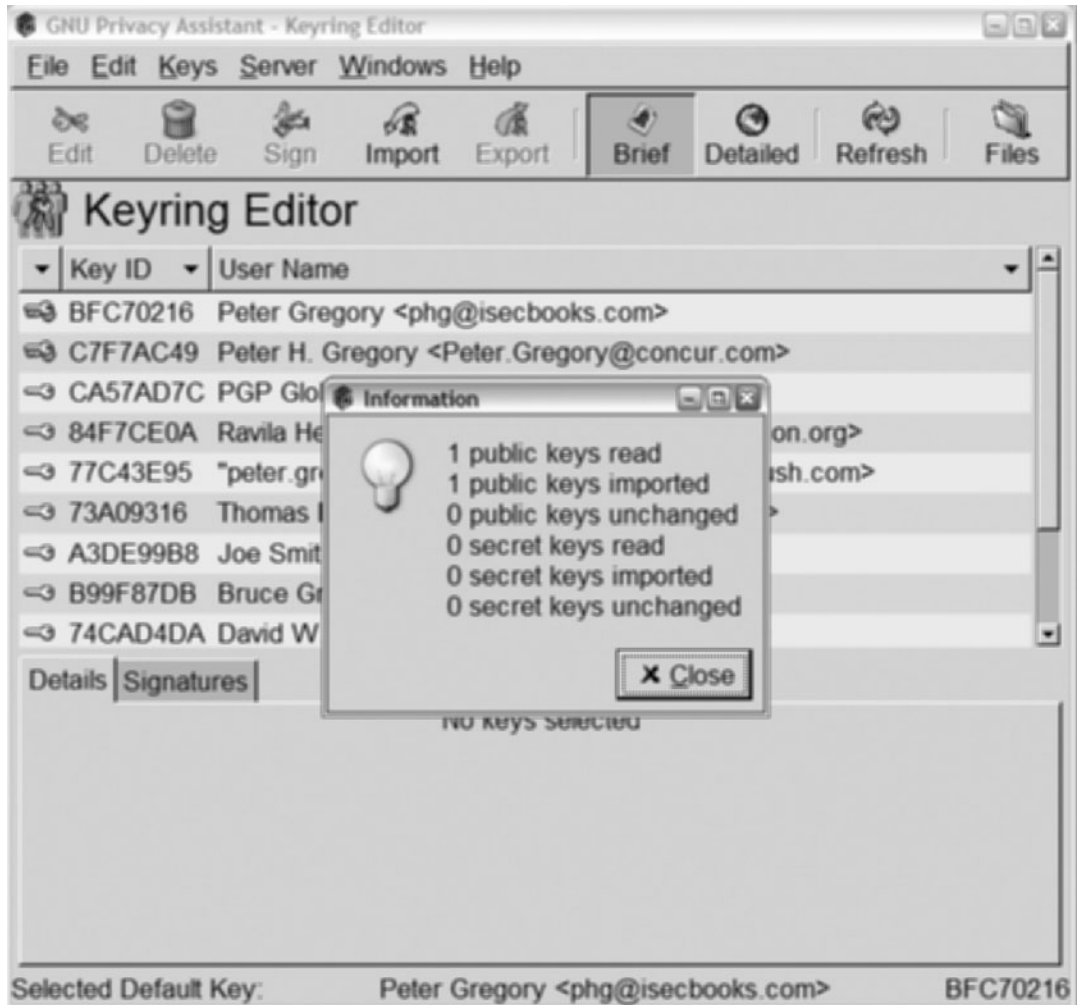 GNU Privacy Assistant - Keyring Editor
File Edit Keys Server Windows Help
Edit Delete Sign Import Export Brief Detailed Refresh Files
Keyring Editor
Key ID User Name
BFC70216 Peter Gregory <phg@isecbooks.com>
C7F7AC49 Peter H. Gregory <Peter.Gregory@concur.com>
CA57AD7C PGP Glo
84F7CE0A Ravila He on.org>
77C43E95 "peter.gre ush.com>
73A09316 Thomas >
A3DE99B8 Joe Smit
B99F87DB Bruce Gr
74CAD4DA David W
Information
1 public keys read
1 public keys imported
0 public keys unchanged
0 secret keys read
0 secret keys imported
0 secret keys unchanged
Close
Details Signatures
No keys selected
Selected Default Key: Peter Gregory <phg@isecbooks.com> BFC70216